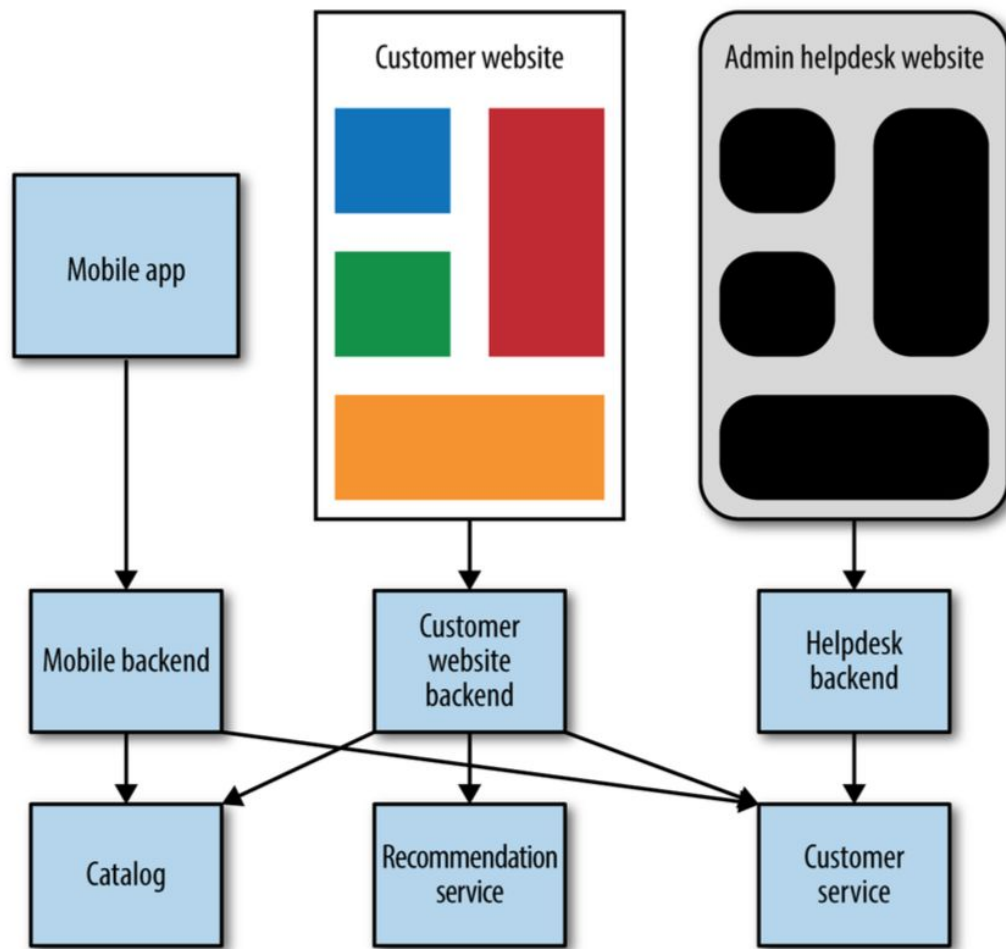 Customer website
Admin helpdesk website
Mobile app
Mobile backend
Customer
website
backend
Helpdesk
backend
Catalog
Recommendation
service
Customer
service